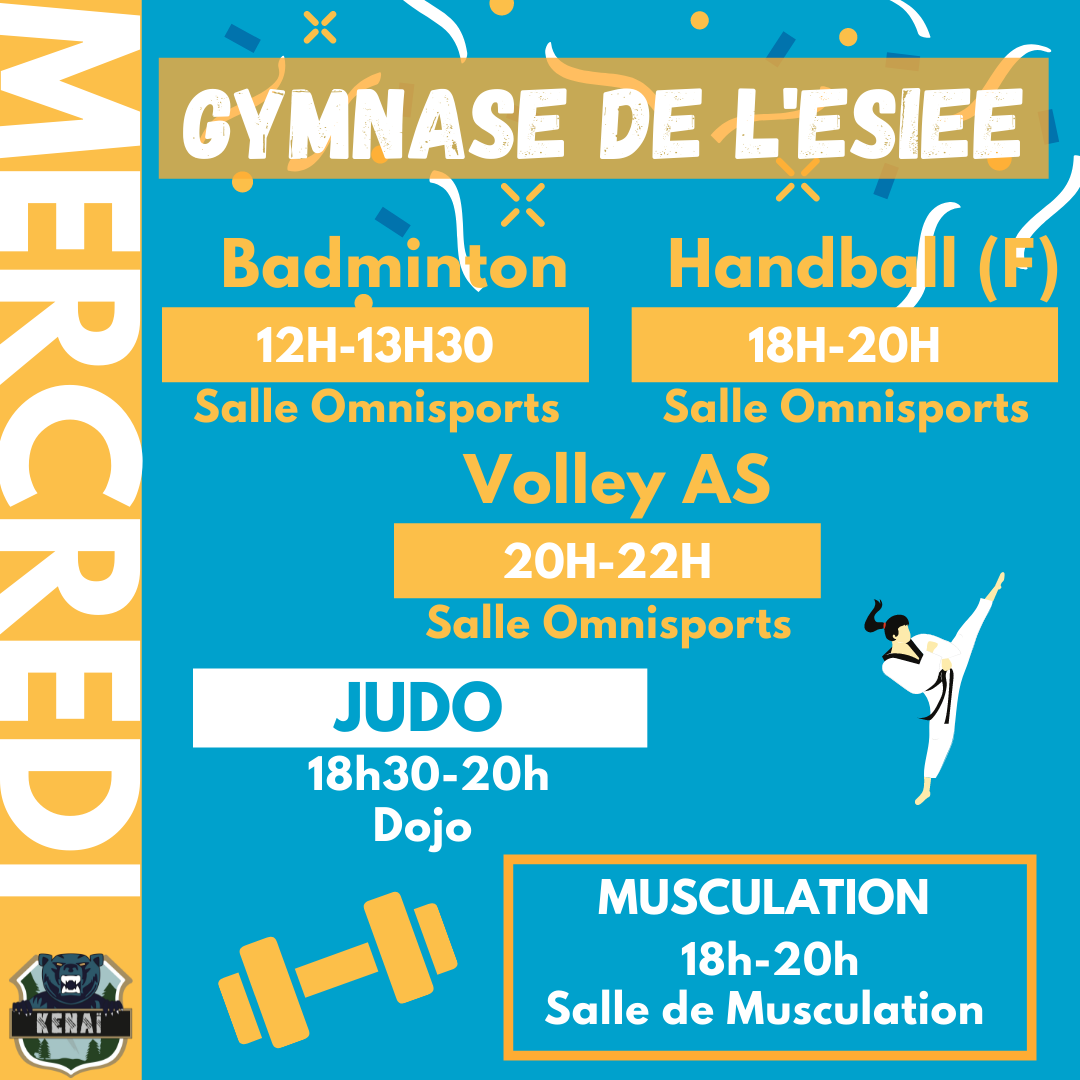 MERCREDI
GYMNASE DE L'ESIEE
Badminton
12H-13H30
Salle Omnisports
Handball (F)
18H-20H
Salle Omnisports
Volley AS
20H-22H
Salle Omnisports
JUDO
18h30-20h
Dojo
MUSCULATION
18h-20h
Salle de Musculation
KENAI